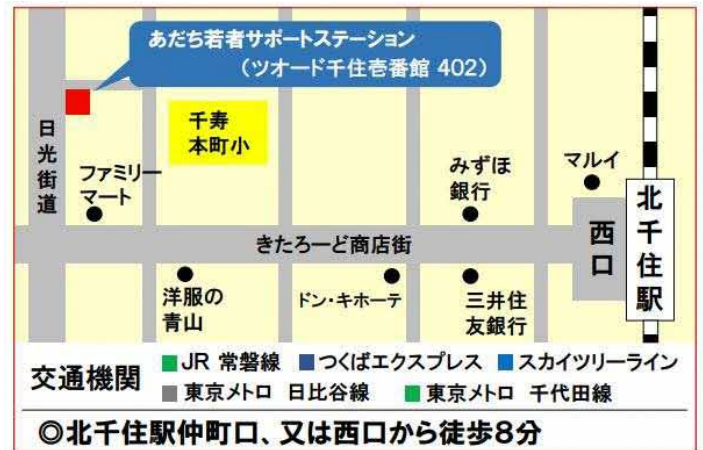 あだち若者サポートステーション
（ツオード千住壱番館 402）
日光街道
千寿
本町小
ファミリー
マート
みずほ
銀行
マルイ
北千住駅
西口
きたろーど商店街
洋服の
青山
ドン・キホーテ
三井住
友銀行
交通機関
■JR 常磐線 ■つくばエクスプレス ■スカイツリーライン
■東京メトロ 日比谷線 ■東京メトロ 千代田線
◎北千住駅仲町口、又は西口から徒歩8分